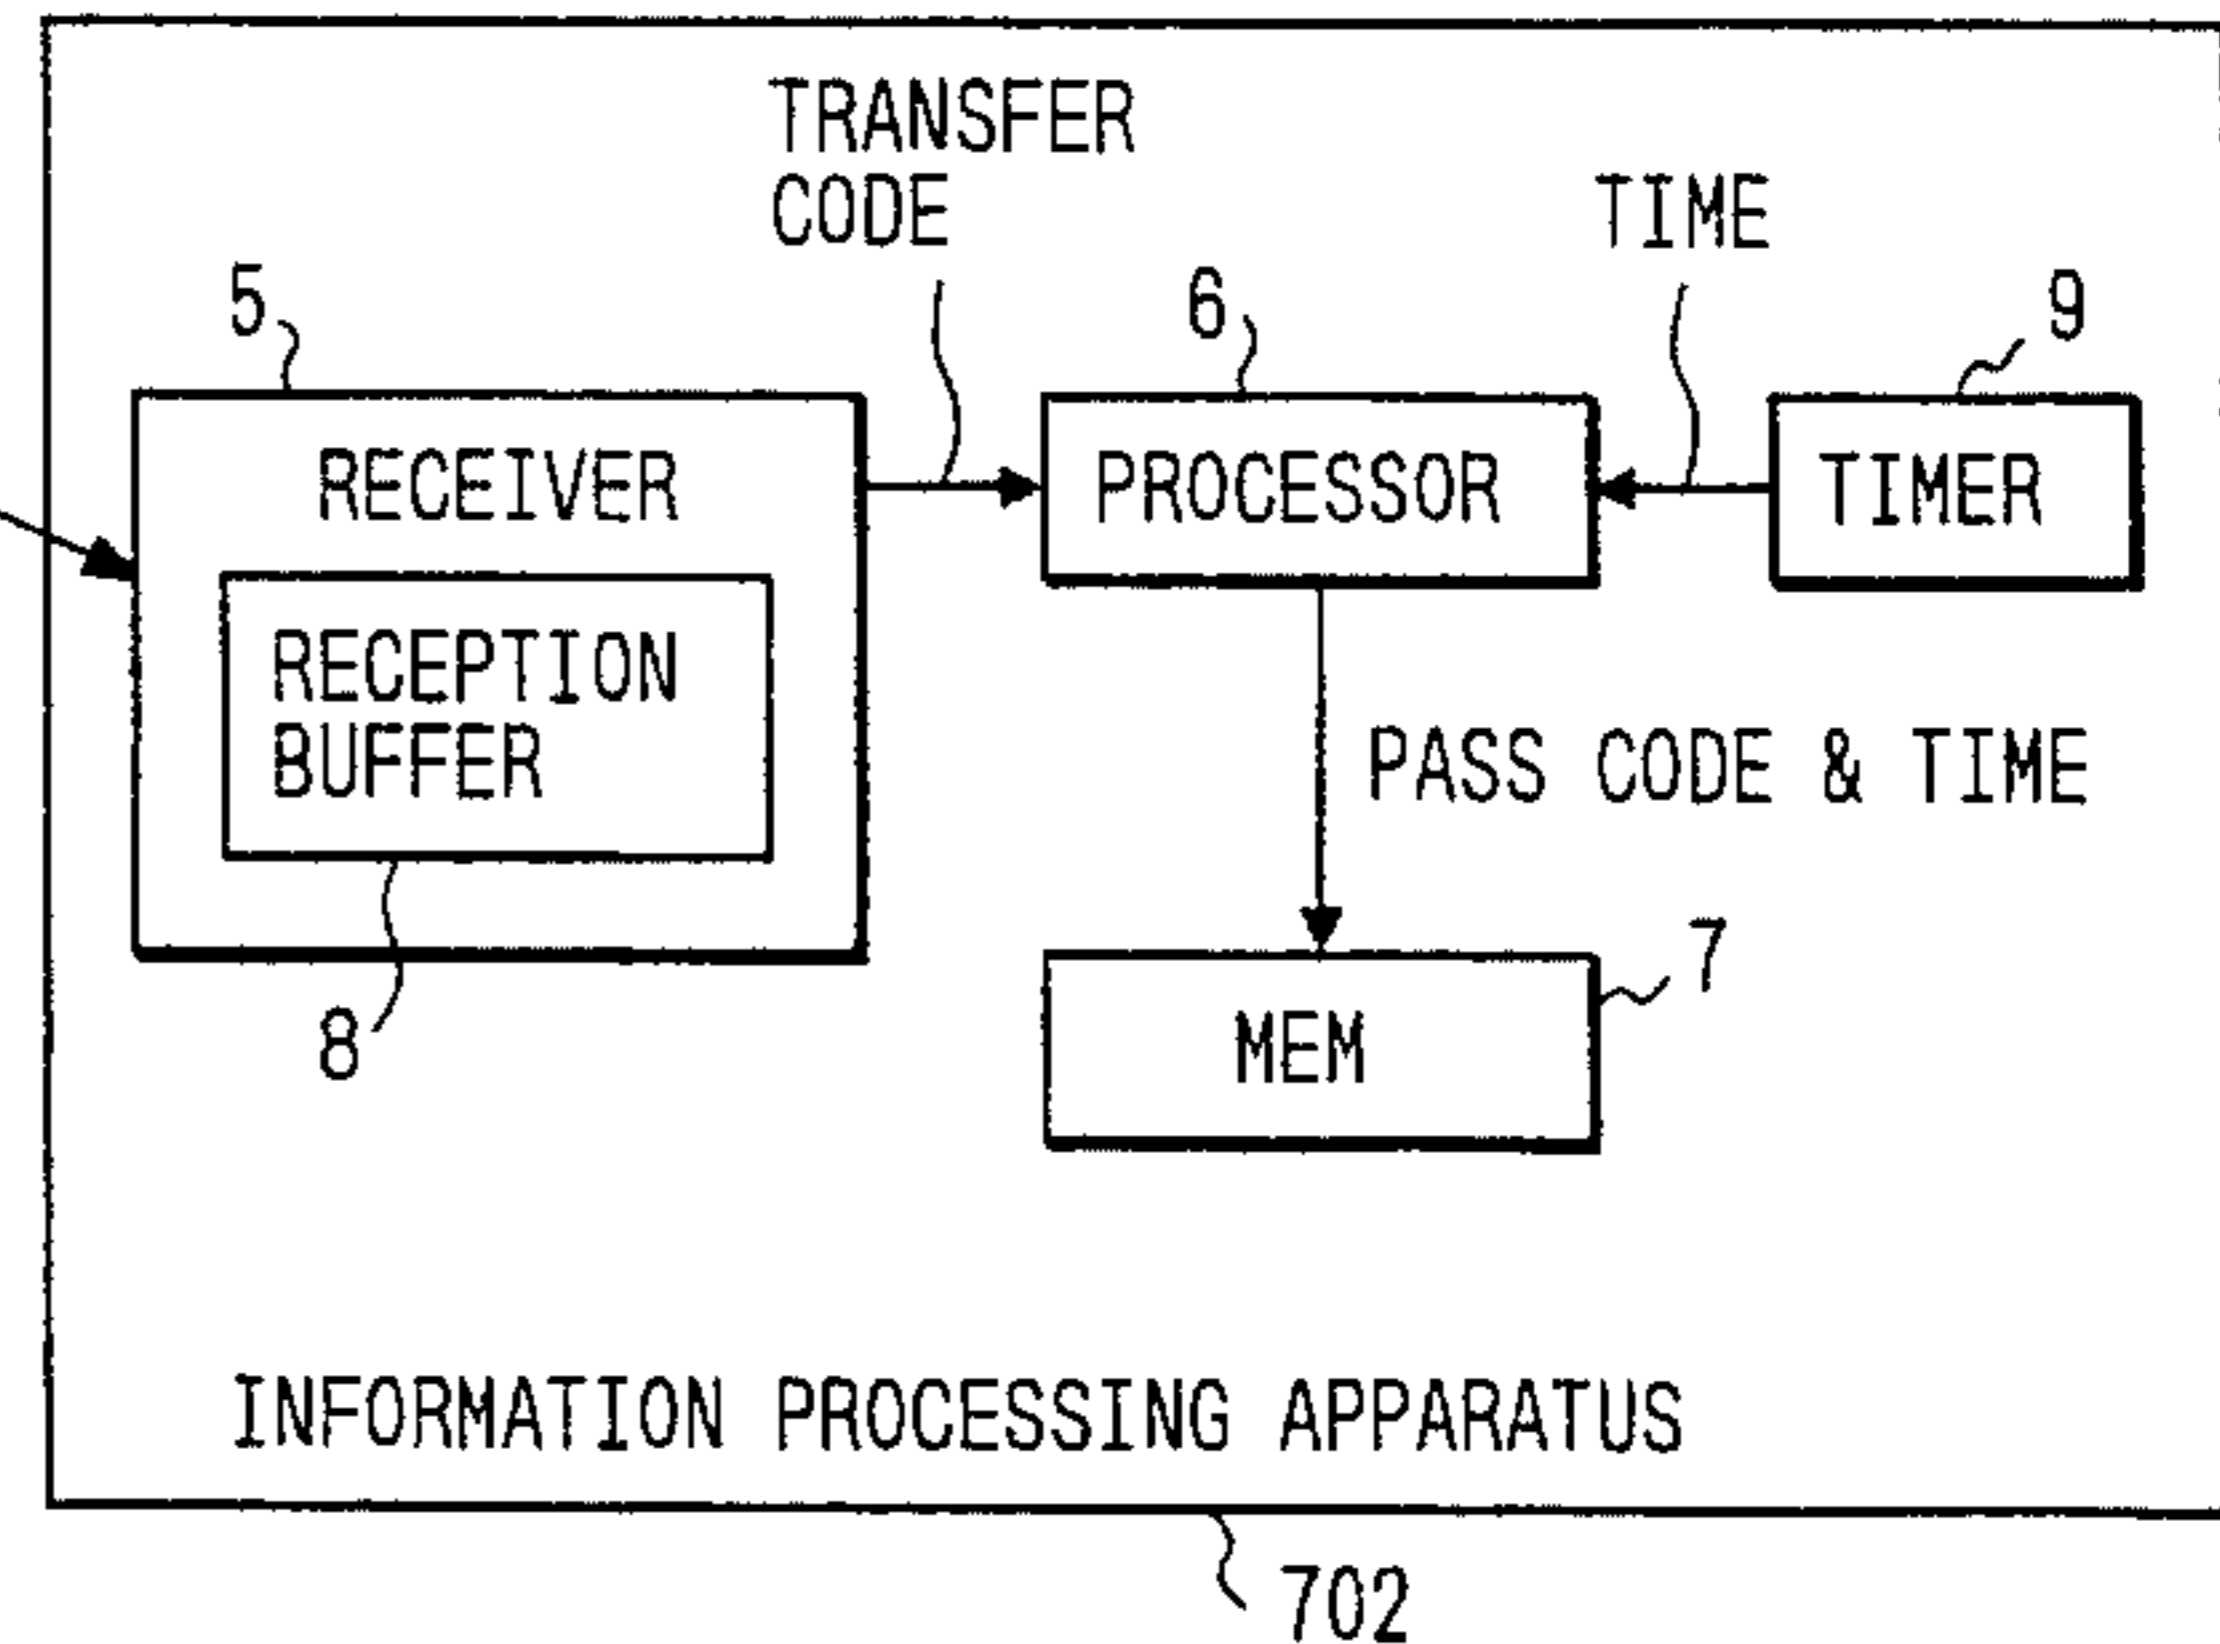 TRANSFER
CODE
TIME
5
6
9
RECEIVER
PROCESSOR
TIMER
RECEPTION
BUFFER
PASS CODE & TIME
7
8
MEM
INFORMATION PROCESSING APPARATUS
702